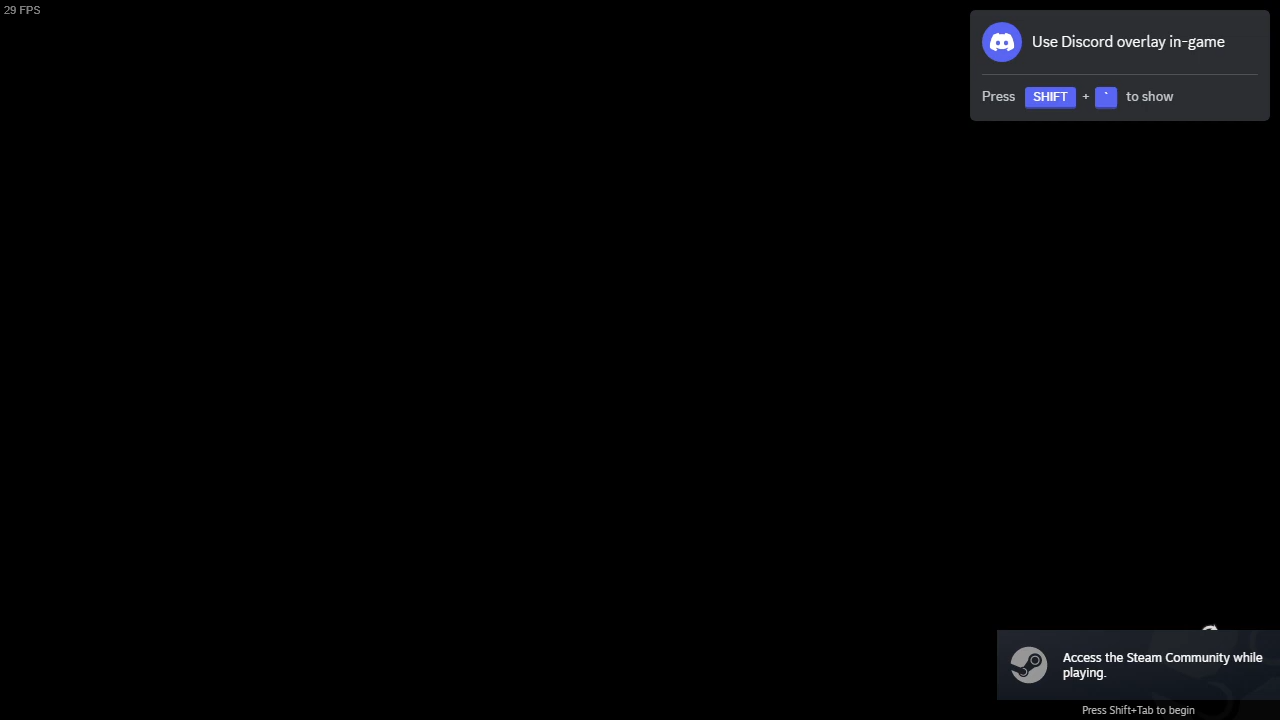 29 FPS
Use Discord overlay in-game
Press SHIFT + ` to show
Access the Steam Community while
playing.
Press Shift+Tab to begin